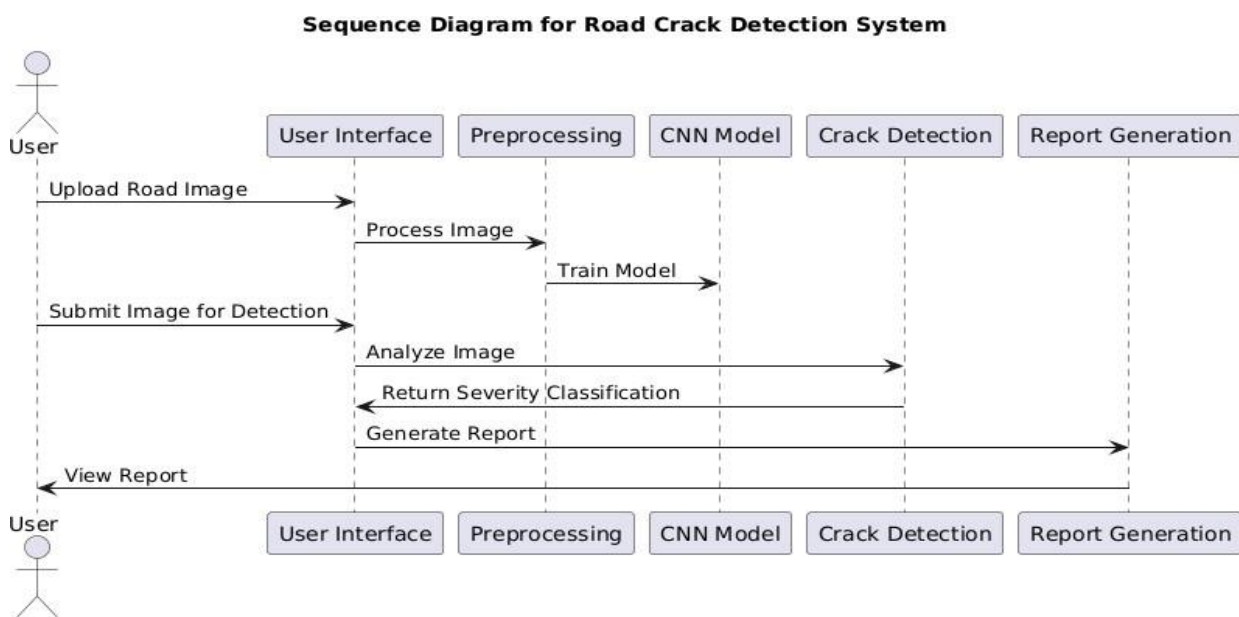 Sequence Diagram for Road Crack Detection System
User
User Interface
Preprocessing
CNN Model
Crack Detection
Report Generation
Upload Road Image
Process Image
Train Model
Submit Image for Detection
Analyze Image
Return Severity Classification
Generate Report
View Report
User
User Interface
Preprocessing
CNN Model
Crack Detection
Report Generation